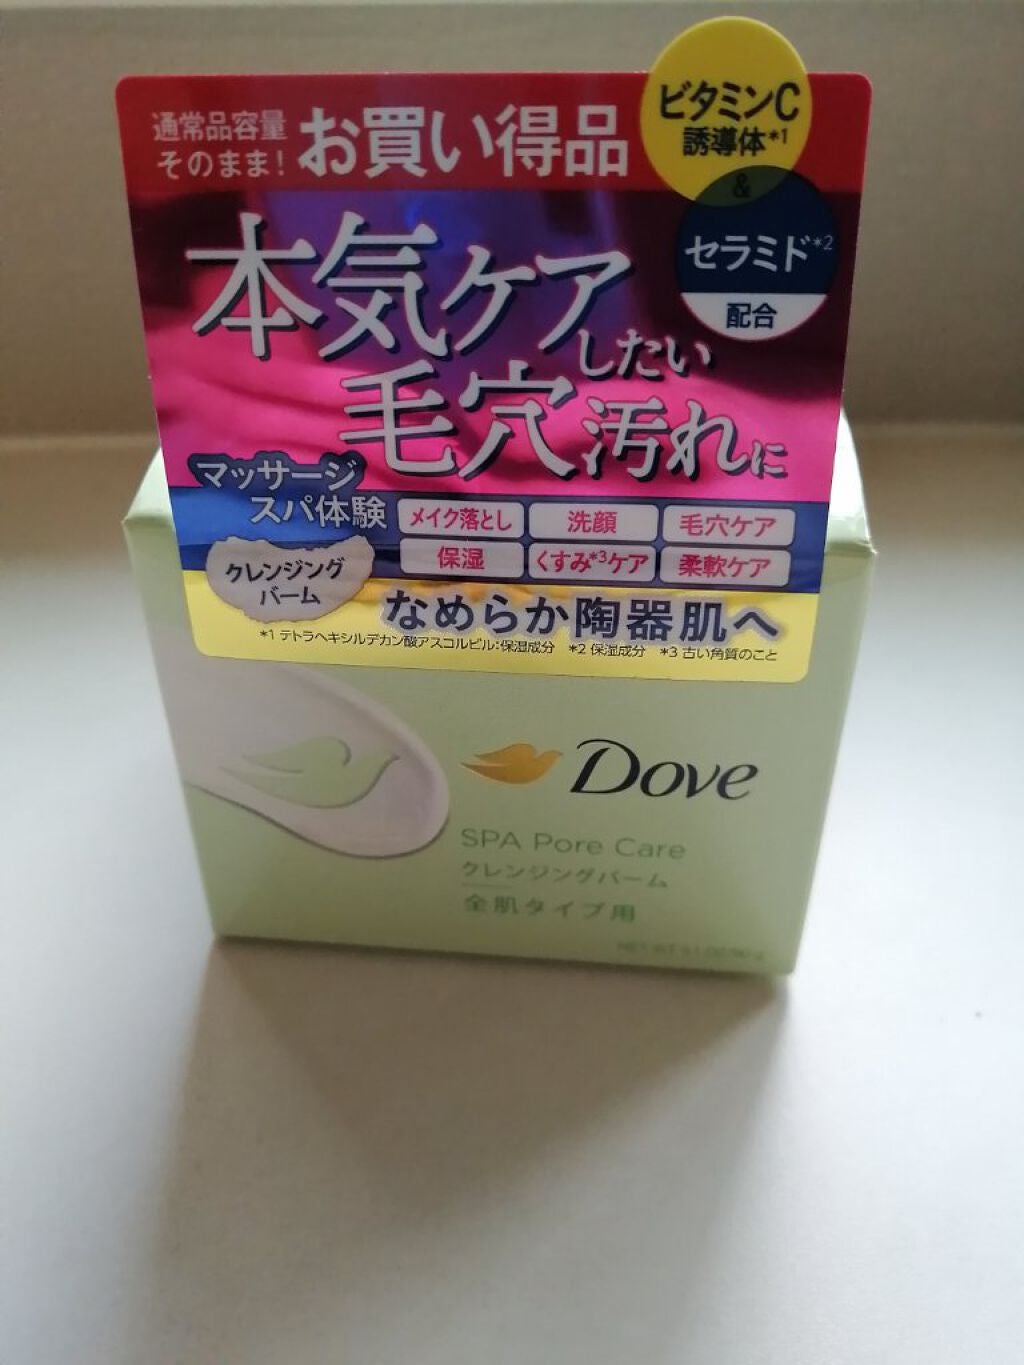 通常品容量
そのまま!
お買い得品
ビタミンC
誘導体*1
&
セラミド*2
配合
本気ケア
したい
毛穴汚れに
マッサージ
スパ体験
メイク落とし
洗顔
毛穴ケア
保湿
くすみ*3ケア
柔軟ケア
クレンジング
バーム
なめらか陶器肌へ
*1 テトラヘキシルデカン酸アスコルビル:保湿成分 *2 保湿成分 *3 古い角質のこと
Dove
SPA Pore Care
クレンジングバーム
全肌タイプ用